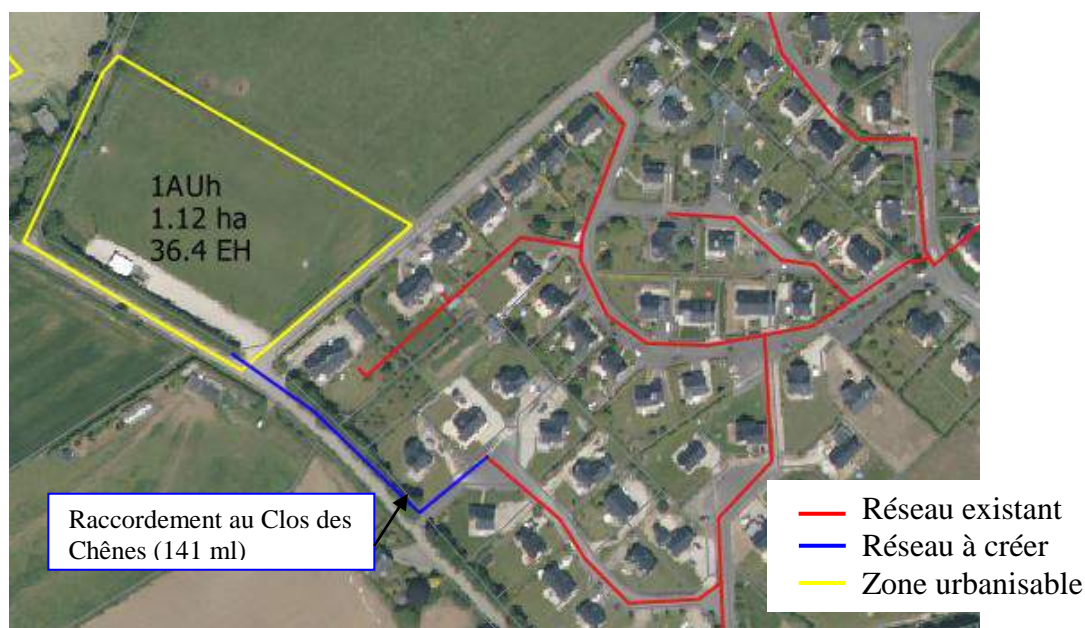 1AUh
1.12 ha
36.4 EH
Raccordement au Clos des
Chênes (141 ml)
Réseau existant
Réseau à créer
Zone urbanisable